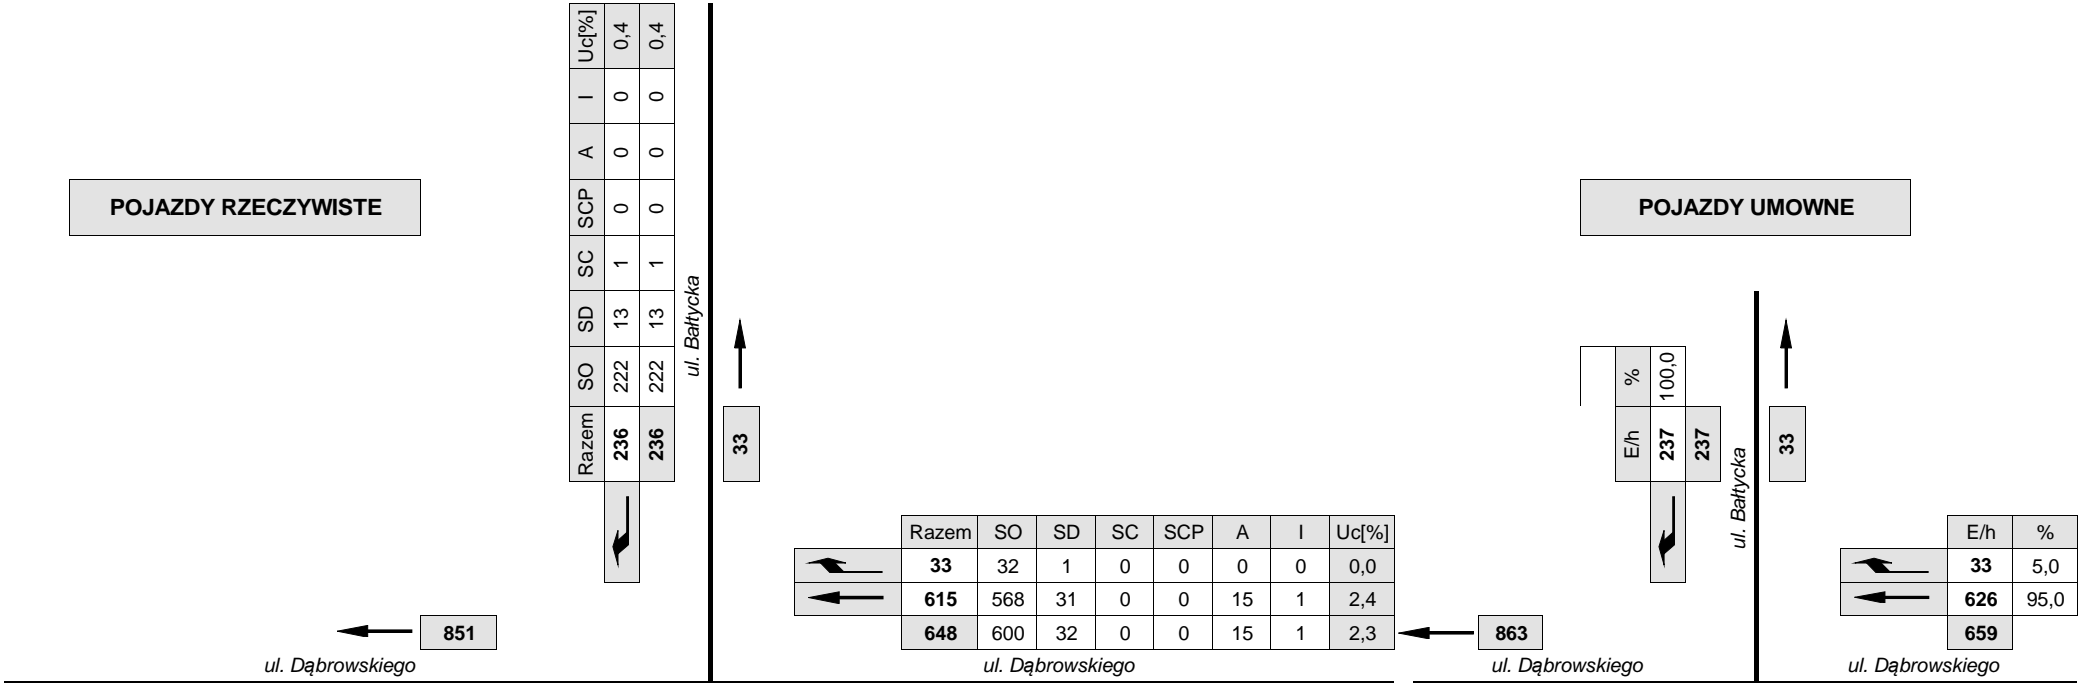 POJAZDY RZECZYWISTE
Uc[%] 0,4 0,4
I 0 0
A 0 0
SCP 0 0
SC 1 1
SD 13 13
SO 222 222
Razem 236 236
ul. Bałtycka
33
851
ul. Dąbrowskiego
Razem SO SD SC SCP A I Uc[%]
33 32 1 0 0 0 0 0,0
615 568 31 0 0 15 1 2,4
648 600 32 0 0 15 1 2,3
ul. Dąbrowskiego
POJAZDY UMOWNE
% 100,0
E/h 237 237
ul. Bałtycka
33
863
ul. Dąbrowskiego
E/h %
33 5,0
626 95,0
659
ul. Dąbrowskiego